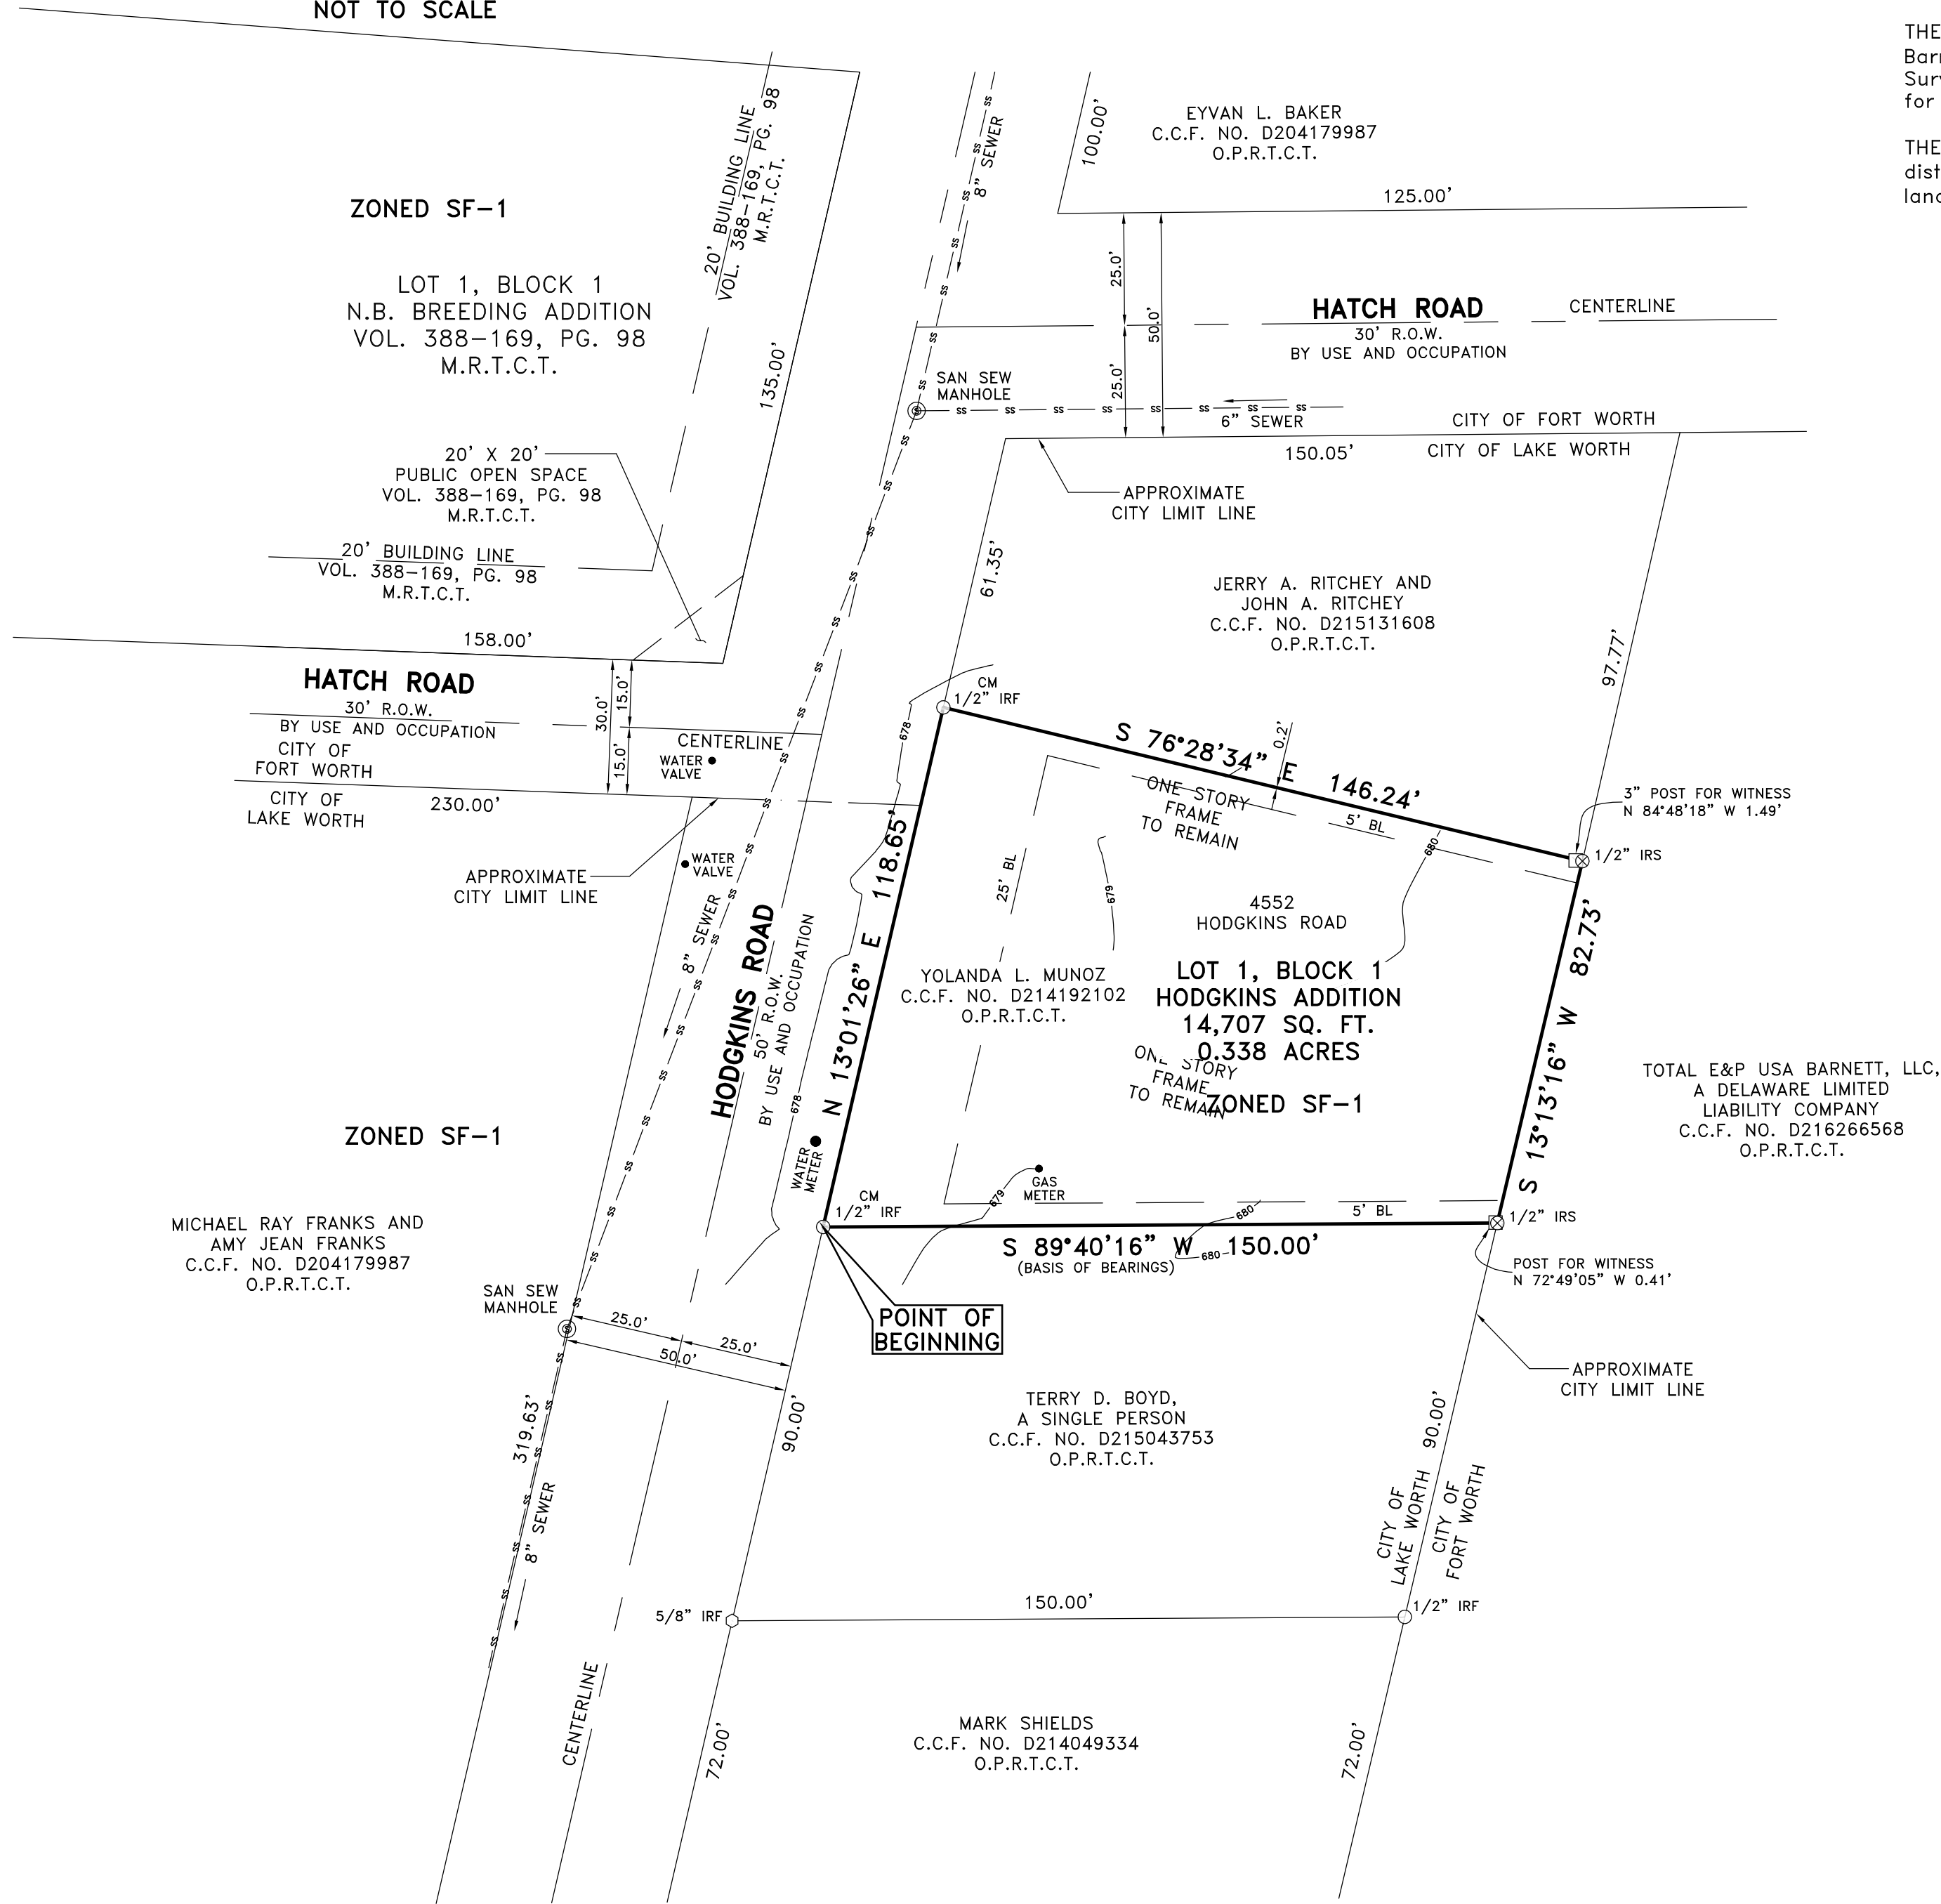 NOT TO SCALE
THE
Barr
Surv
for
THE
dist
land
EYVAN L. BAKER
C.C.F. NO. D204179987
O.P.R.T.C.T.
100.00'
125.00'
20' BUILDING LINE
VOL. 388-169, PG. 98
M.R.T.C.T.
8" SEWER
ZONED SF-1
LOT 1, BLOCK 1
N.B. BREEDING ADDITION
VOL. 388-169, PG. 98
M.R.T.C.T.
135.00'
25.0'
25.0'
50.0'
HATCH ROAD
CENTERLINE
30' R.O.W.
BY USE AND OCCUPATION
SAN SEW
MANHOLE
6" SEWER
CITY OF FORT WORTH
CITY OF LAKE WORTH
150.05'
APPROXIMATE
CITY LIMIT LINE
20' X 20'
PUBLIC OPEN SPACE
VOL. 388-169, PG. 98
M.R.T.C.T.
20' BUILDING LINE
VOL. 388-169, PG. 98
M.R.T.C.T.
61.35'
JERRY A. RITCHEY AND
JOHN A. RITCHEY
C.C.F. NO. D215131608
O.P.R.T.C.T.
97.77'
158.00'
HATCH ROAD
30' R.O.W.
BY USE AND OCCUPATION
30.0'
15.0'
15.0'
CENTERLINE
CITY OF
FORT WORTH
CITY OF
LAKE WORTH
230.00'
WATER
VALVE
WATER
VALVE
APPROXIMATE
CITY LIMIT LINE
8" SEWER
678
CM
1/2" IRF
S 76°28'34" E 146.24'
0.2'
ONE STORY
FRAME
TO REMAIN
5' BL
680
3" POST FOR WITNESS
N 84°48'18" W 1.49'
1/2" IRS
25' BL
679
4552
HODGKINS ROAD
N 13°01'26" E 118.65'
HODGKINS ROAD
50' R.O.W.
BY USE AND OCCUPATION
678
YOLANDA L. MUNOZ
C.C.F. NO. D214192102
O.P.R.T.C.T.
LOT 1, BLOCK 1
HODGKINS ADDITION
14,707 SQ. FT.
0.338 ACRES
ONE STORY
FRAME
TO REMAIN
ZONED SF-1
S 13°13'16" W 82.73'
TOTAL E&P USA BARNETT, LLC,
A DELAWARE LIMITED
LIABILITY COMPANY
C.C.F. NO. D216266568
O.P.R.T.C.T.
ZONED SF-1
WATER
METER
GAS
METER
679
CM
1/2" IRF
680
5' BL
1/2" IRS
S 89°40'16" W 150.00'
(BASIS OF BEARINGS)
680
POST FOR WITNESS
N 72°49'05" W 0.41'
MICHAEL RAY FRANKS AND
AMY JEAN FRANKS
C.C.F. NO. D204179987
O.P.R.T.C.T.
SAN SEW
MANHOLE
25.0'
25.0'
50.0'
POINT OF
BEGINNING
APPROXIMATE
CITY LIMIT LINE
319.63'
90.00'
TERRY D. BOYD,
A SINGLE PERSON
C.C.F. NO. D215043753
O.P.R.T.C.T.
90.00'
8" SEWER
CITY OF
LAKE WORTH
CITY OF
FORT WORTH
5/8" IRF
150.00'
1/2" IRF
CENTERLINE
72.00'
MARK SHIELDS
C.C.F. NO. D214049334
O.P.R.T.C.T.
72.00'